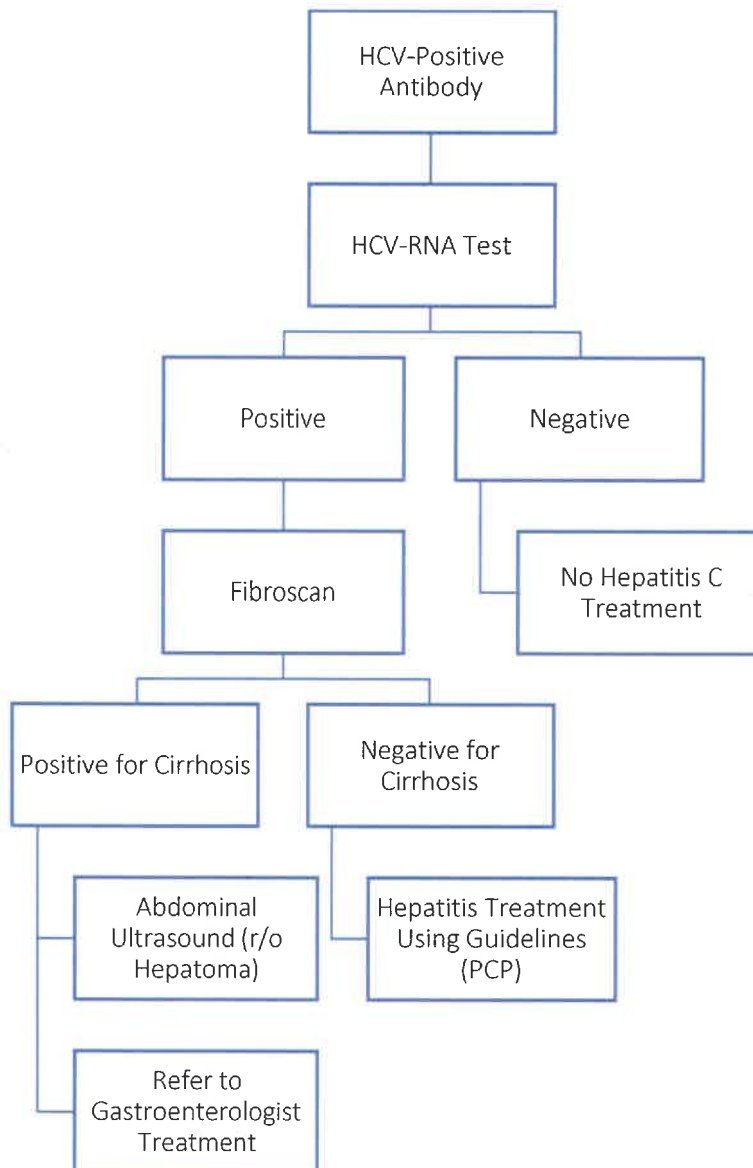 HCV-Positive
Antibody
HCV-RNA Test
Positive
Negative
Fibroscan
No Hepatitis C
Treatment
Positive for Cirrhosis
Negative for
Cirrhosis
Abdominal
Ultrasound (r/o
Hepatoma)
Hepatitis Treatment
Using Guidelines
(PCP)
Refer to
Gastroenterologist
Treatment